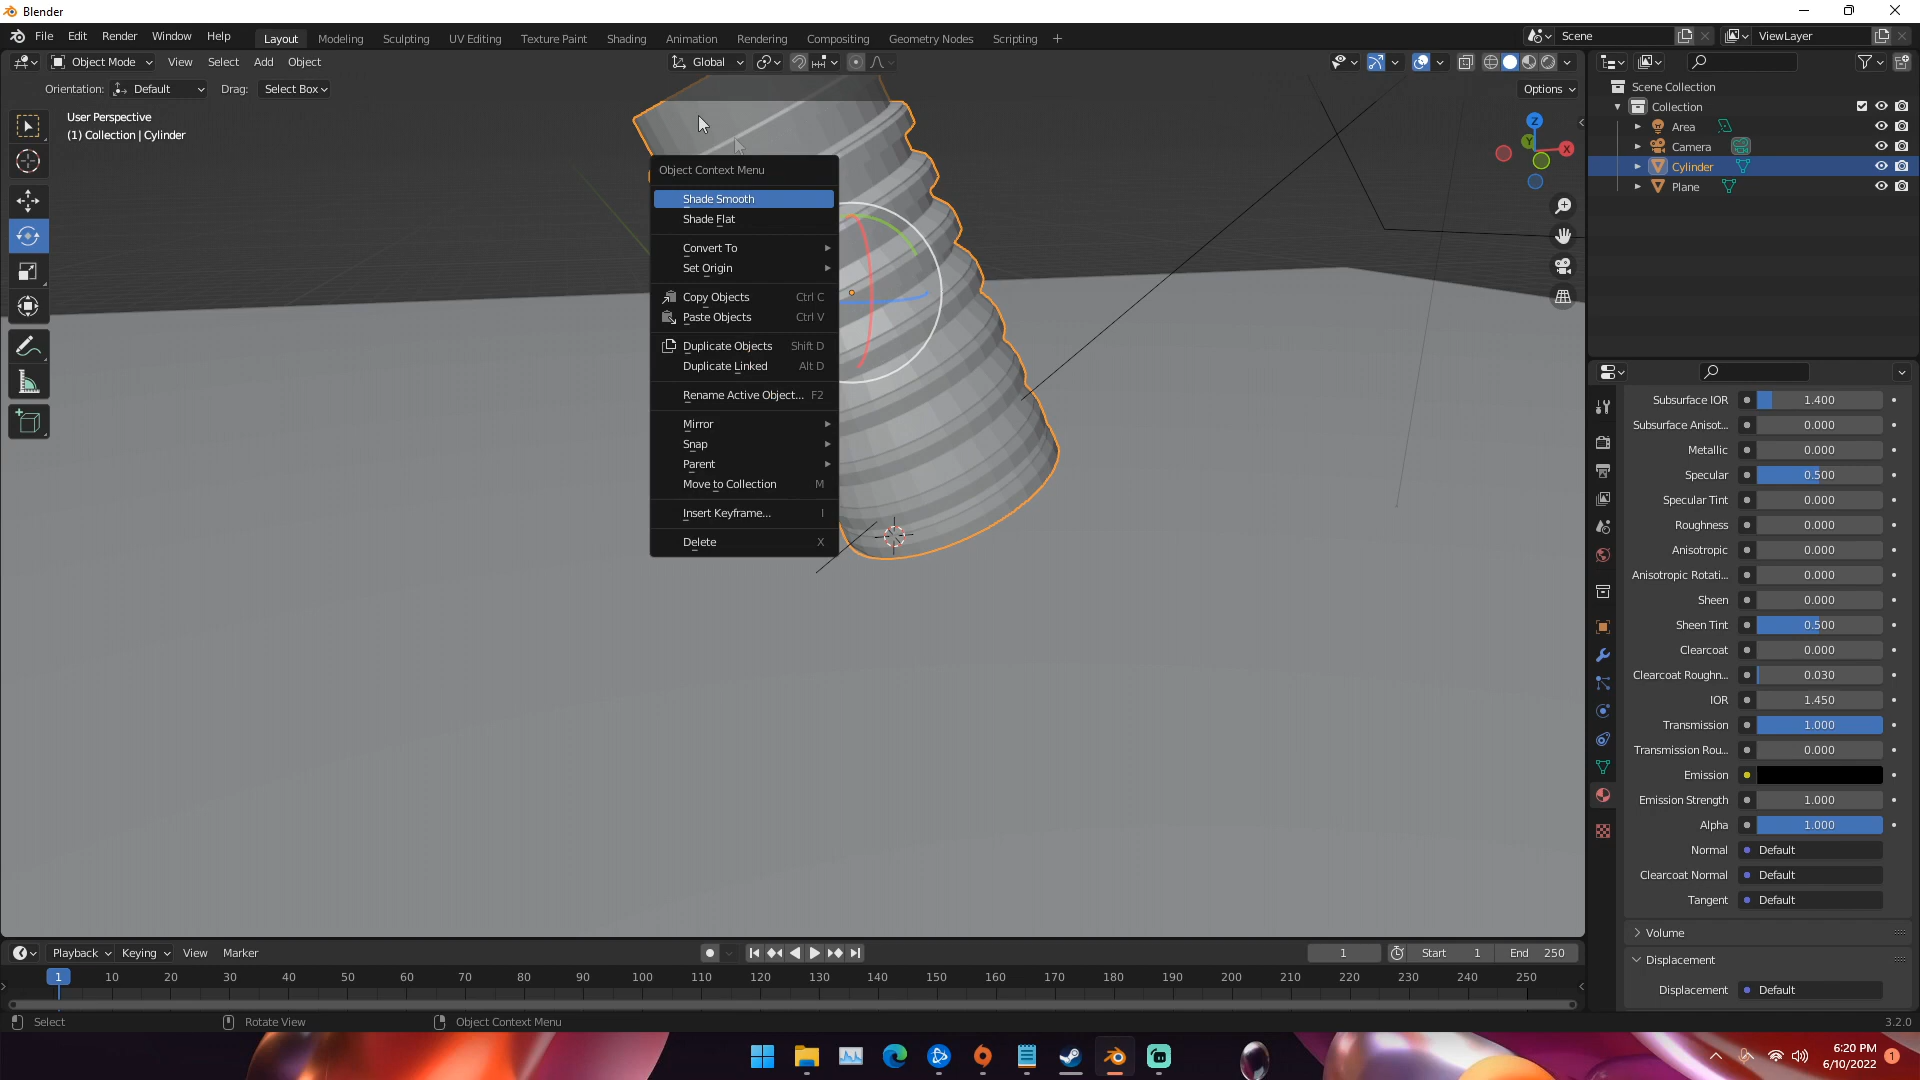 Blender
File Edit Render Window Help Layout Modeling Sculpting UV Editing Texture Paint Shading Animation Rendering Compositing Geometry Nodes Scripting + Scene ViewLayer
Object Mode View Select Add Object Global
Orientation: Default Drag: Select Box Options
User Perspective
(1) Collection | Cylinder
Z
Y
X
Object Context Menu
Shade Smooth
Shade Flat
Convert To
Set Origin
Copy Objects Ctrl C
Paste Objects Ctrl V
Duplicate Objects Shift D
Duplicate Linked Alt D
Rename Active Object... F2
Mirror
Snap
Parent
Move to Collection M
Insert Keyframe... I
Delete X
Scene Collection
Collection
Area
Camera
Cylinder
Plane
Subsurface IOR 1.400
Subsurface Anisot... 0.000
Metallic 0.000
Specular 0.500
Specular Tint 0.000
Roughness 0.000
Anisotropic 0.000
Anisotropic Rotati... 0.000
Sheen 0.000
Sheen Tint 0.500
Clearcoat 0.000
Clearcoat Roughn... 0.030
IOR 1.450
Transmission 1.000
Transmission Rou... 0.000
Emission
Emission Strength 1.000
Alpha 1.000
Normal Default
Clearcoat Normal Default
Tangent Default
Volume
Displacement
Displacement Default
Playback Keying View Marker 1 Start 1 End 250
1 10 20 30 40 50 60 70 80 90 100 110 120 130 140 150 160 170 180 190 200 210 220 230 240 250
Select Rotate View Object Context Menu 3.2.0
6:20 PM
6/10/2022
1